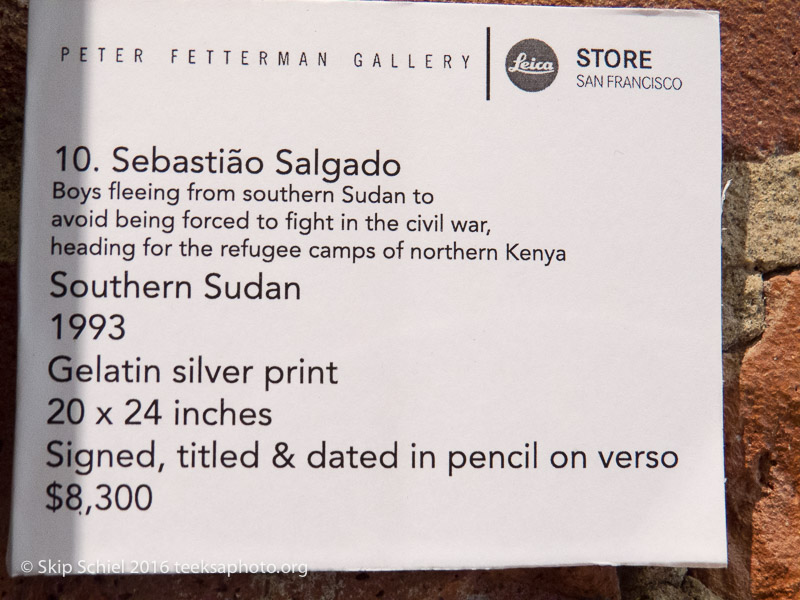 PETER FETTERMAN GALLERY
Leica
STORE
SAN FRANCISCO
10. Sebastião Salgado
Boys fleeing from southern Sudan to
avoid being forced to fight in the civil war,
heading for the refugee camps of northern Kenya
Southern Sudan
1993
Gelatin silver print
20 x 24 inches
Signed, titled & dated in pencil on verso
$8,300
© Skip Schiel 2016 teeksaphoto.org